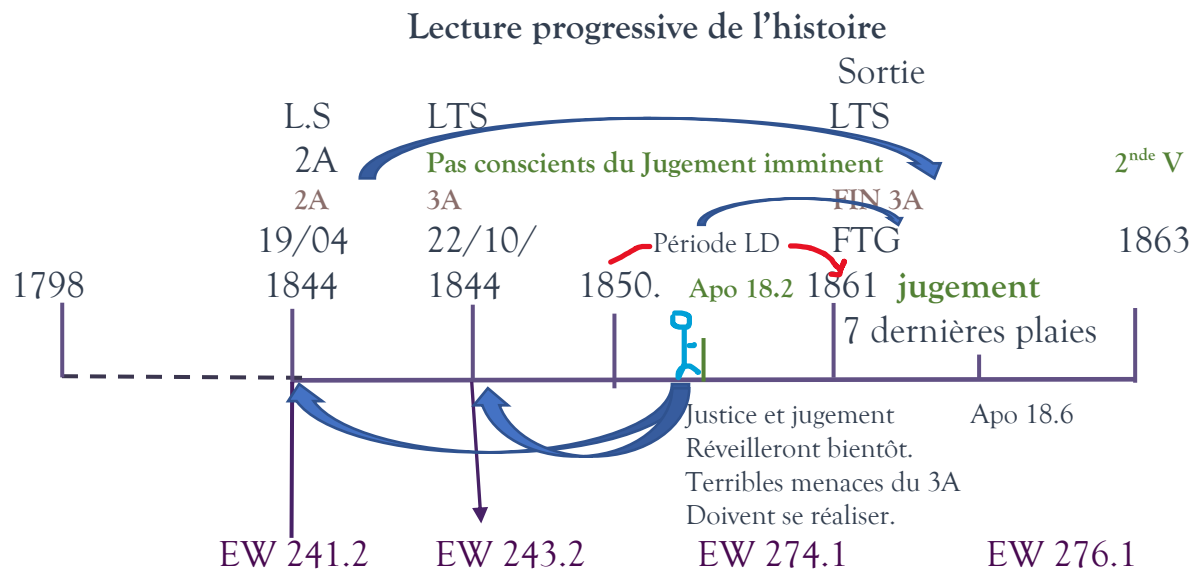 Lecture progressive de l’histoire
Sortie
L.S LTS LTS
2A Pas conscients du Jugement imminent 2nde V
2A 3A FIN 3A
19/04 22/10/ Période LD FTG 1863
1798 1844 1844 1850. Apo 18.2 1861 jugement
7 dernières plaies
Justice et jugement Apo 18.6
Réveilleront bientôt.
Terribles menaces du 3A
Doivent se réaliser.
EW 241.2 EW 243.2 EW 274.1 EW 276.1